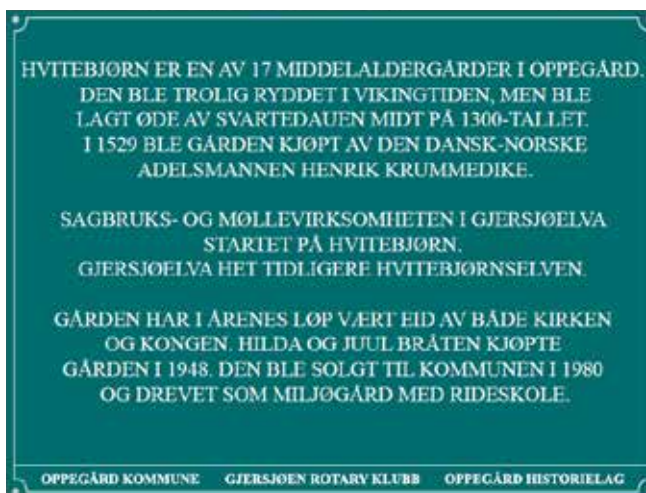 HVITEBJØRN ER EN AV 17 MIDDELALDERGÅRDER I OPPEGÅRD.
DEN BLE TROLIG RYDDET I VIKINGTIDEN, MEN BLE
LAGT ØDE AV SVARTEDAUEN MIDT PÅ 1300-TALLET.
I 1529 BLE GÅRDEN KJØPT AV DEN DANSK-NORSKE
ADELSMANNEN HENRIK KRUMMEDIKE.

SAGBRUKS- OG MØLLEVIRKSOMHETEN I GJERSJØELVA
STARTET PÅ HVITEBJØRN.
GJERSJØELVA HET TIDLIGERE HVITEBJØRNSELVEN.

GÅRDEN HAR I ÅRENES LØP VÆRT EID AV BÅDE KIRKEN
OG KONGEN. HILDA OG JUUL BRÅTEN KJØPTE
GÅRDEN I 1948. DEN BLE SOLGT TIL KOMMUNEN I 1980
OG DREVET SOM MILJØGÅRD MED RIDESKOLE.

OPPEGÅRD KOMMUNE GJERSJØEN ROTARY KLUBB OPPEGÅRD HISTORIELAG